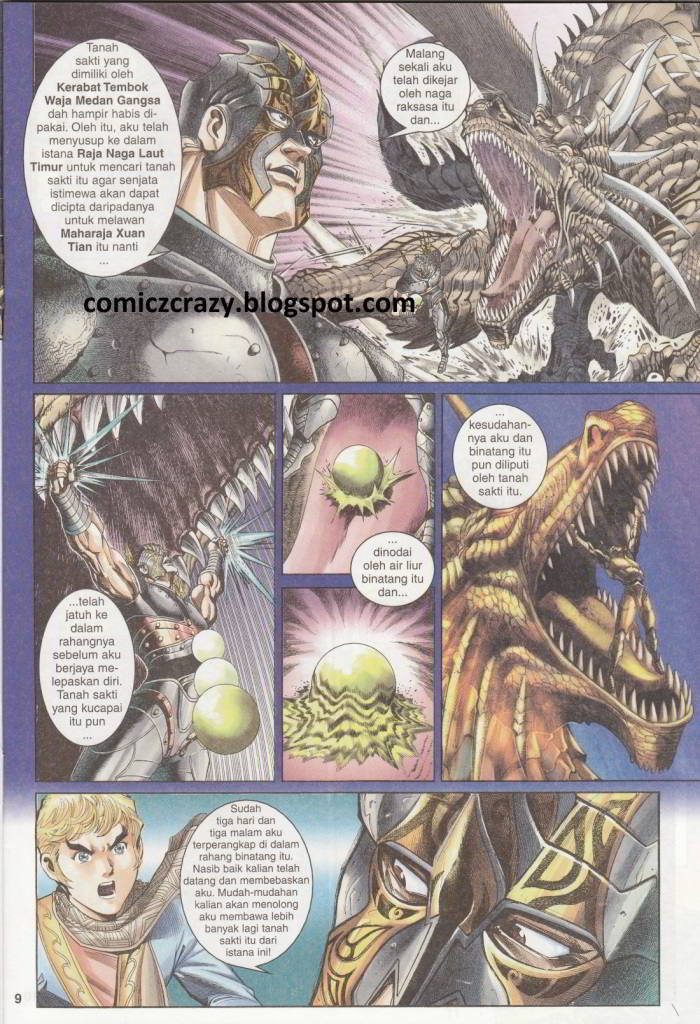 Tanah
sakti yang
dimiliki oleh
Kerabat Tembok
Waja Medan Gangsa
dah hampir habis di-
pakai. Oleh itu, aku telah
menyusup ke dalam
istana Raja Naga Laut
Timur untuk mencari tanah
sakti itu agar senjata
istimewa akan dapat
dicipta daripadanya
untuk melawan
Maharaja Xuan
Tian itu nanti
...
Malang
sekali aku
telah dikejar
oleh naga
raksasa itu
dan...
comiczcrazy.blogspot.com
...telah
jatuh ke
dalam
rahangnya
sebelum aku
berjaya me-
lepaskan diri.
Tanah sakti
yang kucapai
itu pun
...
...
dinodai
oleh air liur
binatang itu
dan...
...
kesudahan-
nya aku dan
binatang itu
pun diliputi
oleh tanah
sakti itu.
Sudah
tiga hari dan
tiga malam aku
terperangkap di dalam
rahang binatang itu.
Nasib baik kalian telah
datang dan membebaskan
aku. Mudah-mudahan
kalian akan menolong
aku membawa lebih
banyak lagi tanah
sakti itu dari
istana ini!
9